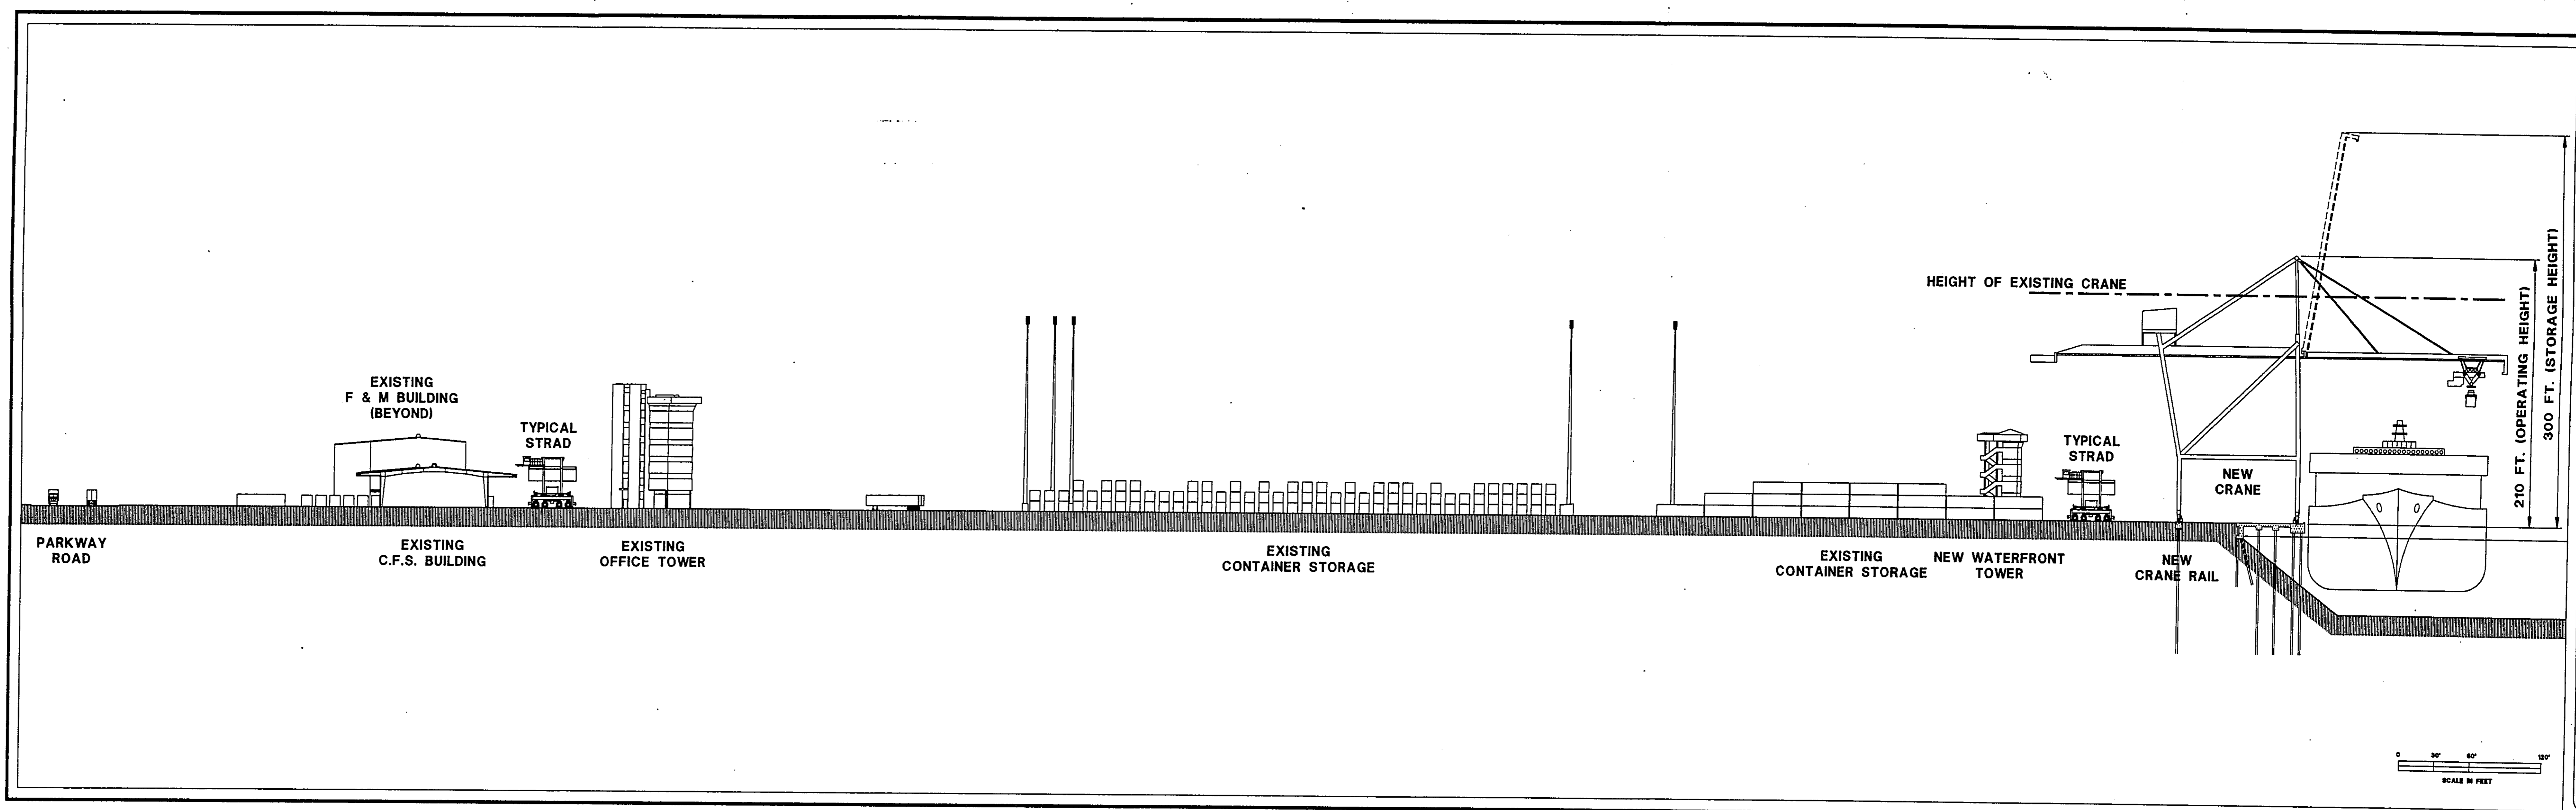 HEIGHT OF EXISTING CRANE
210 FT. (OPERATING HEIGHT)
300 FT. (STORAGE HEIGHT)
EXISTING
F & M BUILDING
(BEYOND)
TYPICAL
STRAD
TYPICAL
STRAD
NEW
CRANE
PARKWAY
ROAD
EXISTING
C.F.S. BUILDING
EXISTING
OFFICE TOWER
EXISTING
CONTAINER STORAGE
EXISTING
CONTAINER STORAGE
NEW WATERFRONT
TOWER
NEW
CRANE RAIL
0 30' 60' 120'
SCALE IN FEET